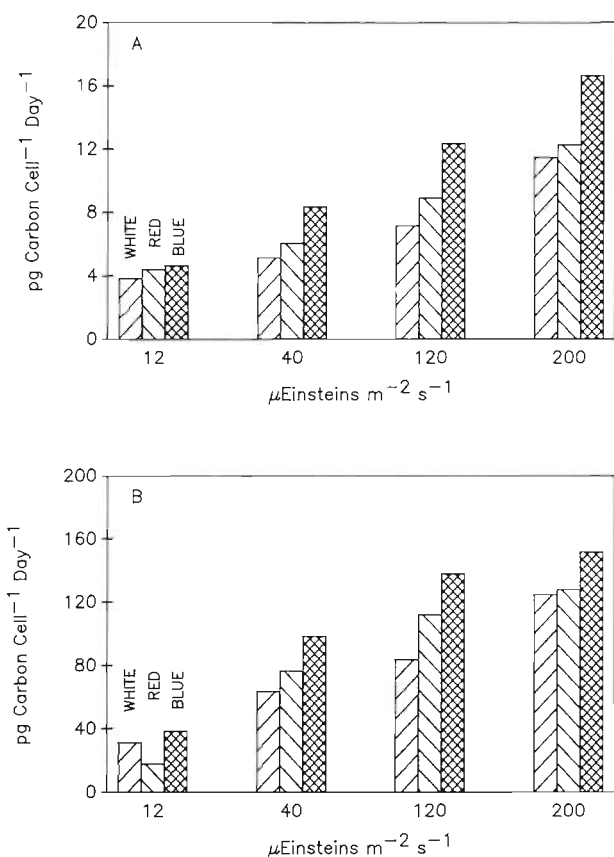 A
20
16
12
8
4
0
pg Carbon Cell⁻¹ Day⁻¹
WHITE
RED
BLUE
12 40 120 200
μEinsteins m⁻² s⁻¹
B
200
160
120
80
40
0
pg Carbon Cell⁻¹ Day⁻¹
WHITE
RED
BLUE
12 40 120 200
μEinsteins m⁻² s⁻¹